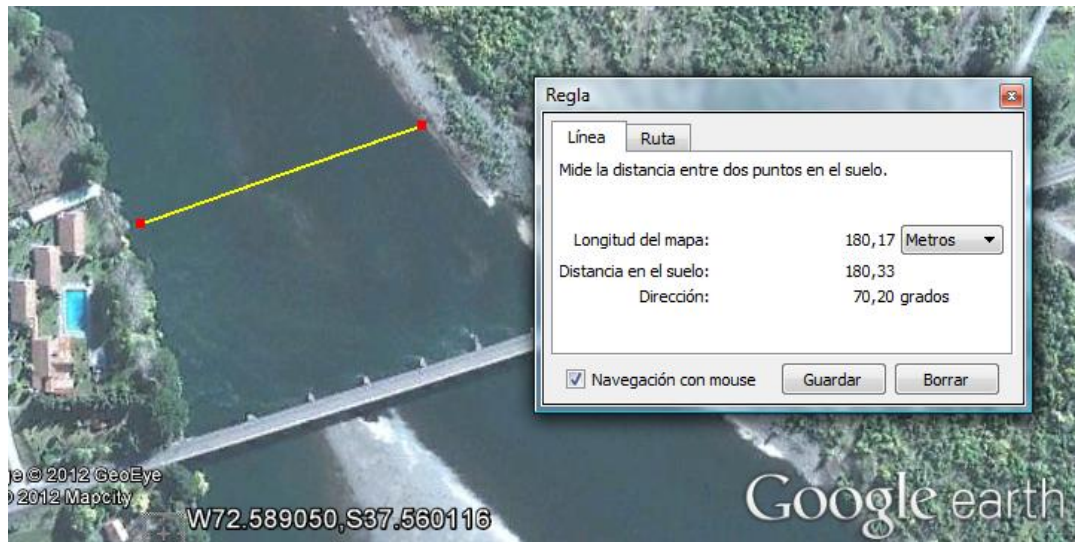 Regla
Línea Ruta
Mide la distancia entre dos puntos en el suelo.
Longitud del mapa: 180,17 Metros
Distancia en el suelo: 180,33
Dirección: 70,20 grados
Navegación con mouse Guardar Borrar
e © 2012 GeoEye
2012 Mapcity
W72.589050,S37.560116
Google earth